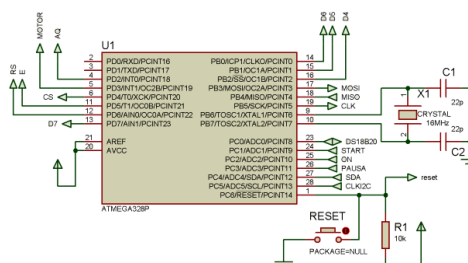 MOTOR
AQ
D6
D5
D4
U1
RS
E
2 PD0/RXD/PCINT16
3 PD1/TXD/PCINT17
4 PD2/INT0/PCINT18
5 PD3/INT1/OC2B/PCINT19
CS 6 PD4/T0/XCK/PCINT20
11 PD5/T1/OC0B/PCINT21
12 PD6/AIN0/OC0A/PCINT22
D7 13 PD7/AIN1/PCINT23
21 AREF
20 AVCC
ATMEGA328P
PB0/ICP1/CLKO/PCINT0 14
PB1/OC1A/PCINT1 15
PB2/SS/OC1B/PCINT2 16
PB3/MOSI/OC2A/PCINT3 17 MOSI
PB4/MISO/PCINT4 18 MISO
PB5/SCK/PCINT5 19 CLK
PB6/TOSC1/XTAL1/PCINT6 9
PB7/TOSC2/XTAL2/PCINT7 10
PC0/ADC0/PCINT8 23 DS18B20
PC1/ADC1/PCINT9 24 START
PC2/ADC2/PCINT10 25 ON
PC3/ADC3/PCINT11 26 PAUSA
PC4/ADC4/SDA/PCINT12 27 SDA
PC5/ADC5/SCL/PCINT13 28 CLKI2C
PC6/RESET/PCINT14 1
C1
22p
X1
1
CRYSTAL
16MHz
2
22p
C2
reset
RESET
PACKAGE=NULL
R1
10k